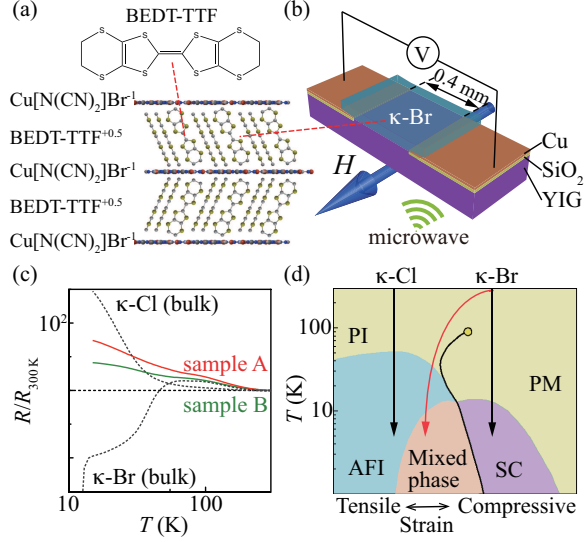 (a)
BEDT-TTF
S S S S
S S S S
Cu[N(CN)2]Br-1
BEDT-TTF+0.5
Cu[N(CN)2]Br-1
BEDT-TTF+0.5
Cu[N(CN)2]Br-1
(b)
V
0.4 mm
κ-Br
H
Cu
SiO2
YIG
microwave
(c)
κ-Cl (bulk)
sample A
sample B
κ-Br (bulk)
R/R300 K
10²
10 100
T (K)
(d)
κ-Cl κ-Br
PI
PM
AFI
Mixed
phase
SC
T (K)
100
10
Tensile ↔ Compressive
Strain